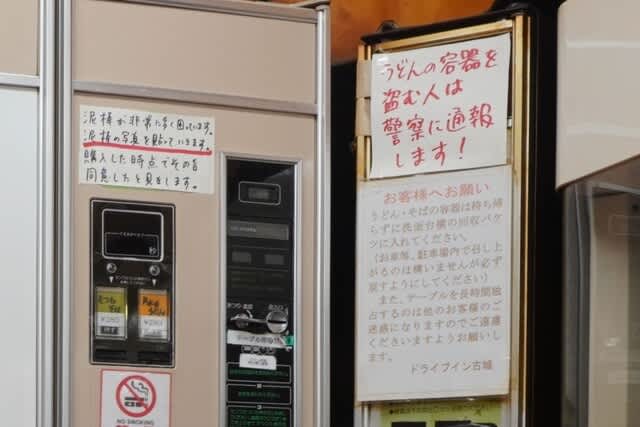 泥棒が非常に多く困っています。
泥棒の写真を貼っていきます。
購入した時点でその旨
同意したと見なします。
うどんの容器を
盗む人は
警察に通報
します！
お客様へお願い
うどん・そばの容器は持ち帰
らずに洗面台横の回収バケ
ツに入れてください。
（お車等、駐車場内で召し上
がるのは構いませんが必ず
戻すようにしてください）
また、テーブルを長時間独
占するのは他のお客様のご
迷惑になりますのでご遠慮
くださいますようお願いしま
す。
ドライブイン古城
秒
¥250
NO SMOKING